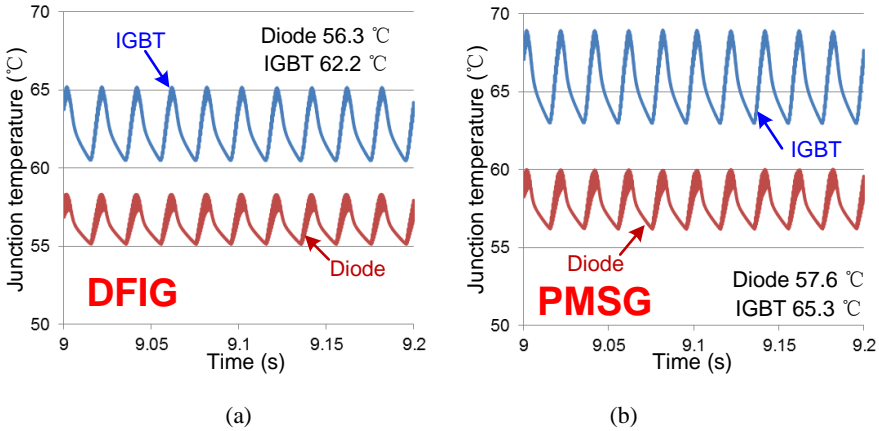 (a)
Junction temperature (℃)
70
65
60
55
50
IGBT
Diode 56.3 ℃
IGBT 62.2 ℃
Diode
DFIG
9
9.05
9.1
9.15
9.2
Time (s)
(b)
Junction temperature (℃)
70
65
60
55
50
IGBT
Diode
PMSG
Diode 57.6 ℃
IGBT 65.3 ℃
9
9.05
9.1
9.15
9.2
Time (s)
(a)
(b)